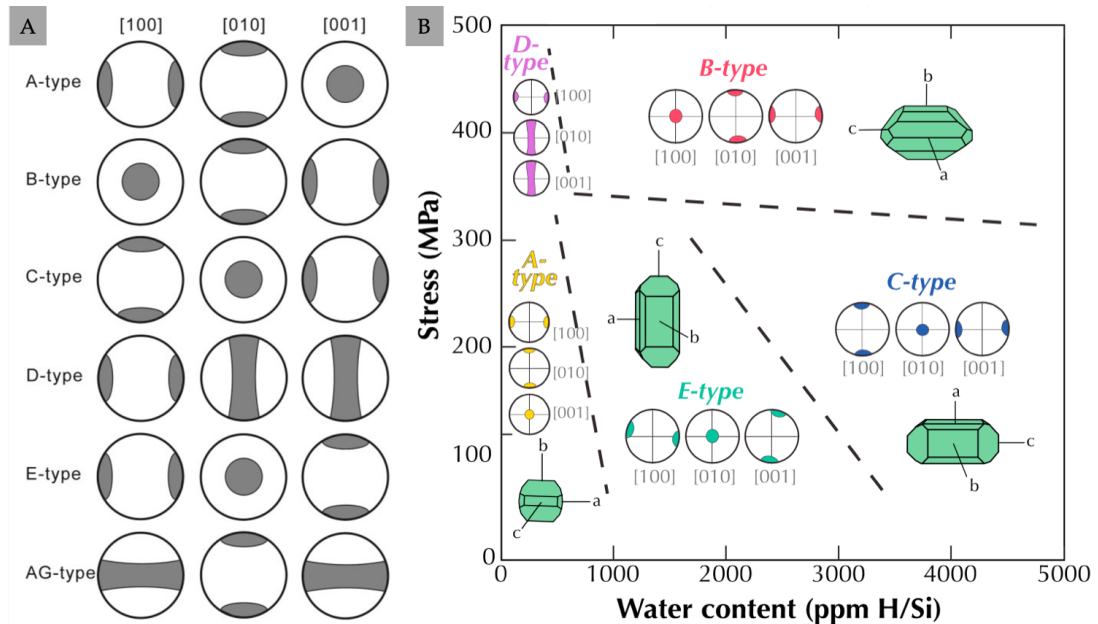 A
[100] [010] [001]
A-type
B-type
C-type
D-type
E-type
AG-type
B
Stress (MPa)
500
400
300
200
100
0
D-
type
[100]
[010]
[001]
B-type
[100] [010] [001]
b
c
a
A-
type
[100]
[010]
[001]
b
a
c
c
a
b
E-type
[100] [010] [001]
C-type
[100] [010] [001]
a
c
b
0 1000 2000 3000 4000 5000
Water content (ppm H/Si)